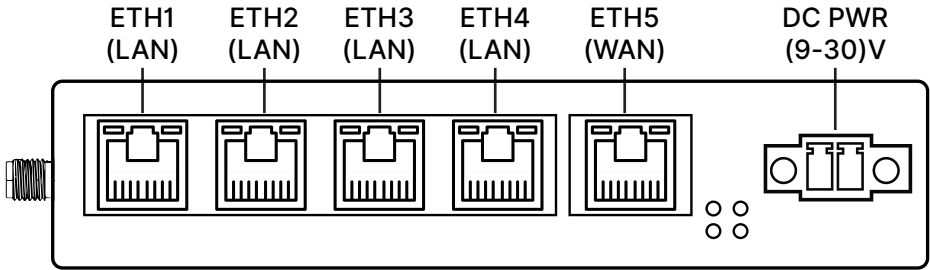 ETH1
(LAN)
ETH2
(LAN)
ETH3
(LAN)
ETH4
(LAN)
ETH5
(WAN)
DC PWR
(9-30)V